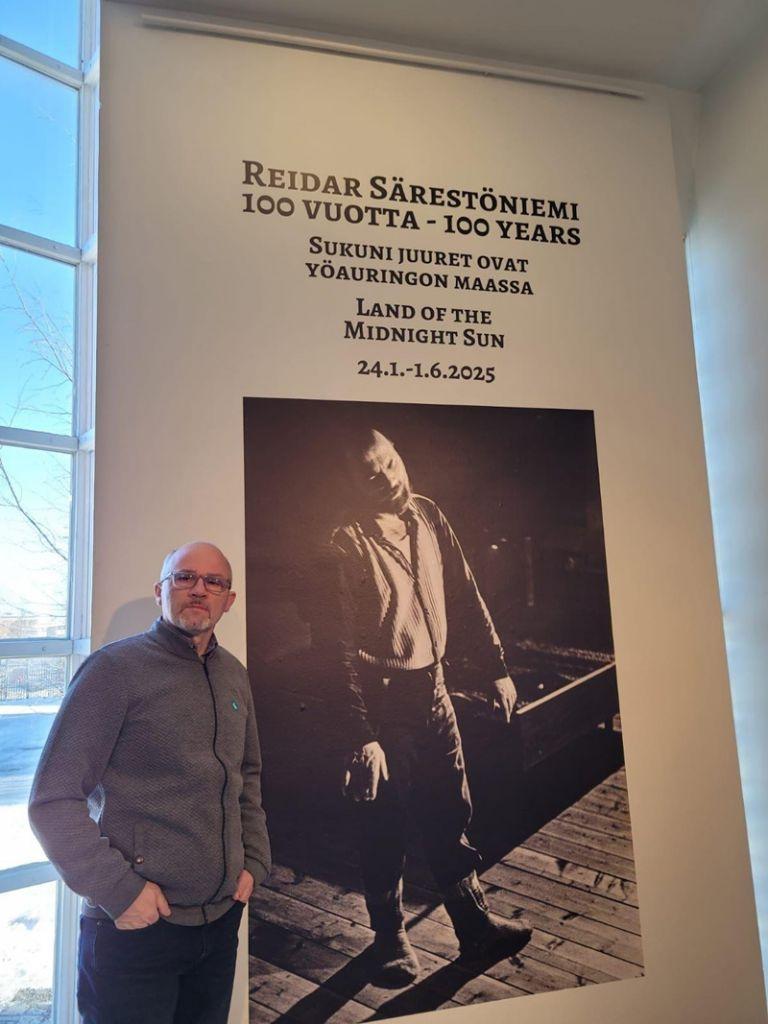 Reidar Särestöniemi
100 vuotta - 100 years
Sukuni juuret ovat
yöauringon maassa
Land of the
Midnight Sun
24.1.-1.6.2025